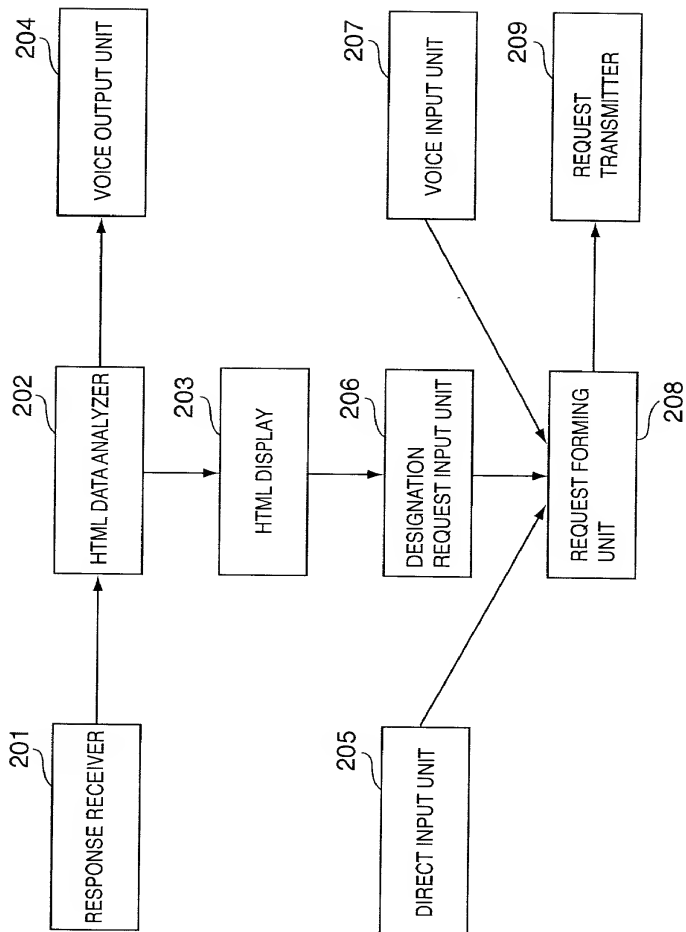 201
RESPONSE RECEIVER
202
HTML DATA ANALYZER
204
VOICE OUTPUT UNIT
203
HTML DISPLAY
205
DIRECT INPUT UNIT
206
DESIGNATION
REQUEST INPUT UNIT
207
VOICE INPUT UNIT
REQUEST FORMING
UNIT
208
209
REQUEST
TRANSMITTER